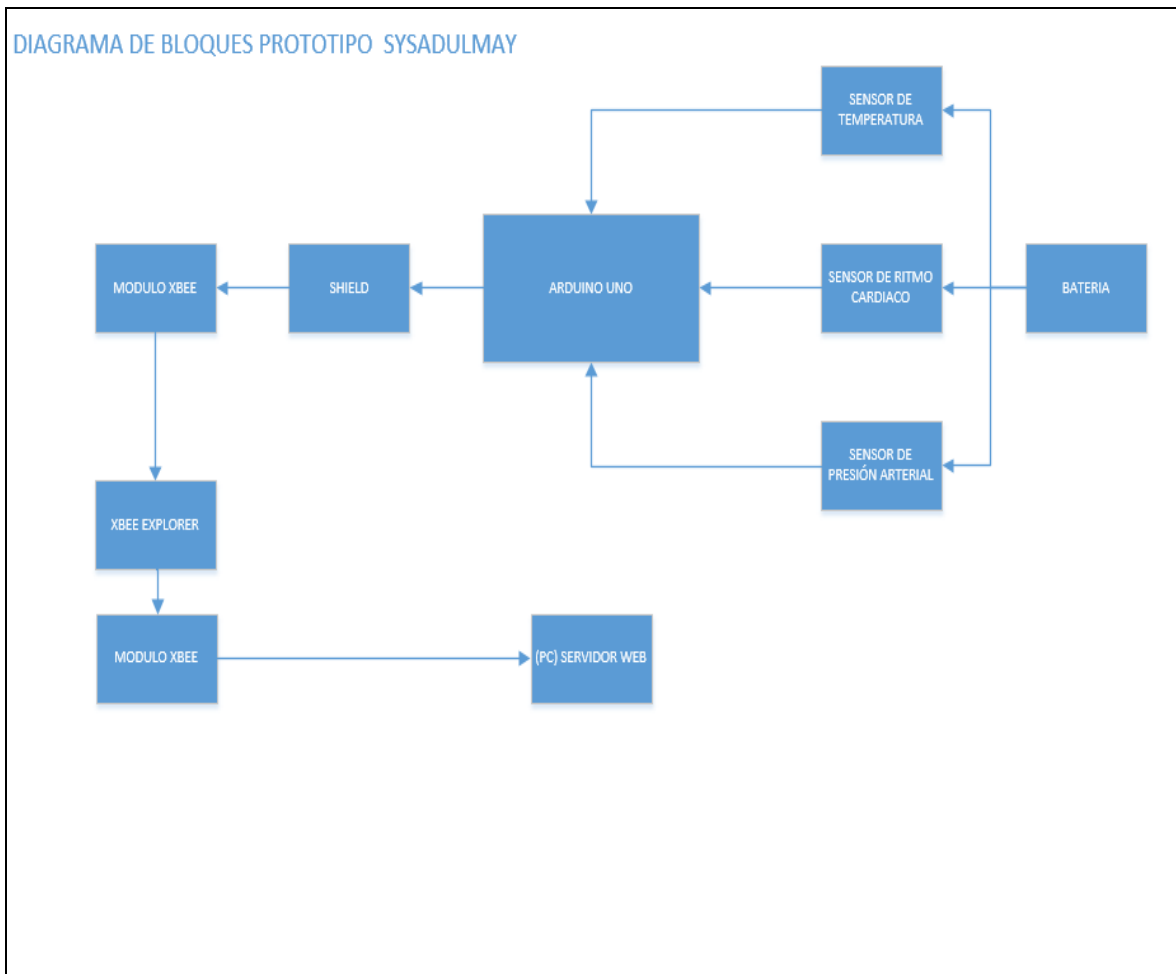 DIAGRAMA DE BLOQUES PROTOTIPO SYSADULMAY
SENSOR DE
TEMPERATURA
MODULO XBEE
SHIELD
ARDUINO UNO
SENSOR DE RITMO
CARDIACO
BATERIA
SENSOR DE
PRESIÓN ARTERIAL
XBEE EXPLORER
MODULO XBEE
(PC) SERVIDOR WEB